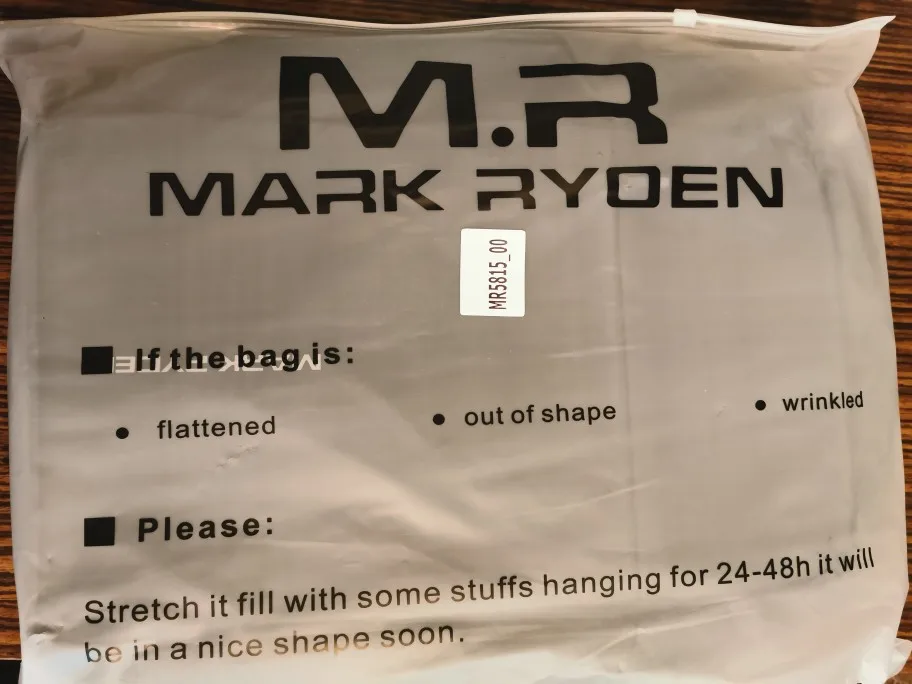 M.R
MARK RYDEN
MR5815_00
If the bag is:
• flattened • out of shape • wrinkled
Please:
Stretch it fill with some stuffs hanging for 24-48h it will
be in a nice shape soon.